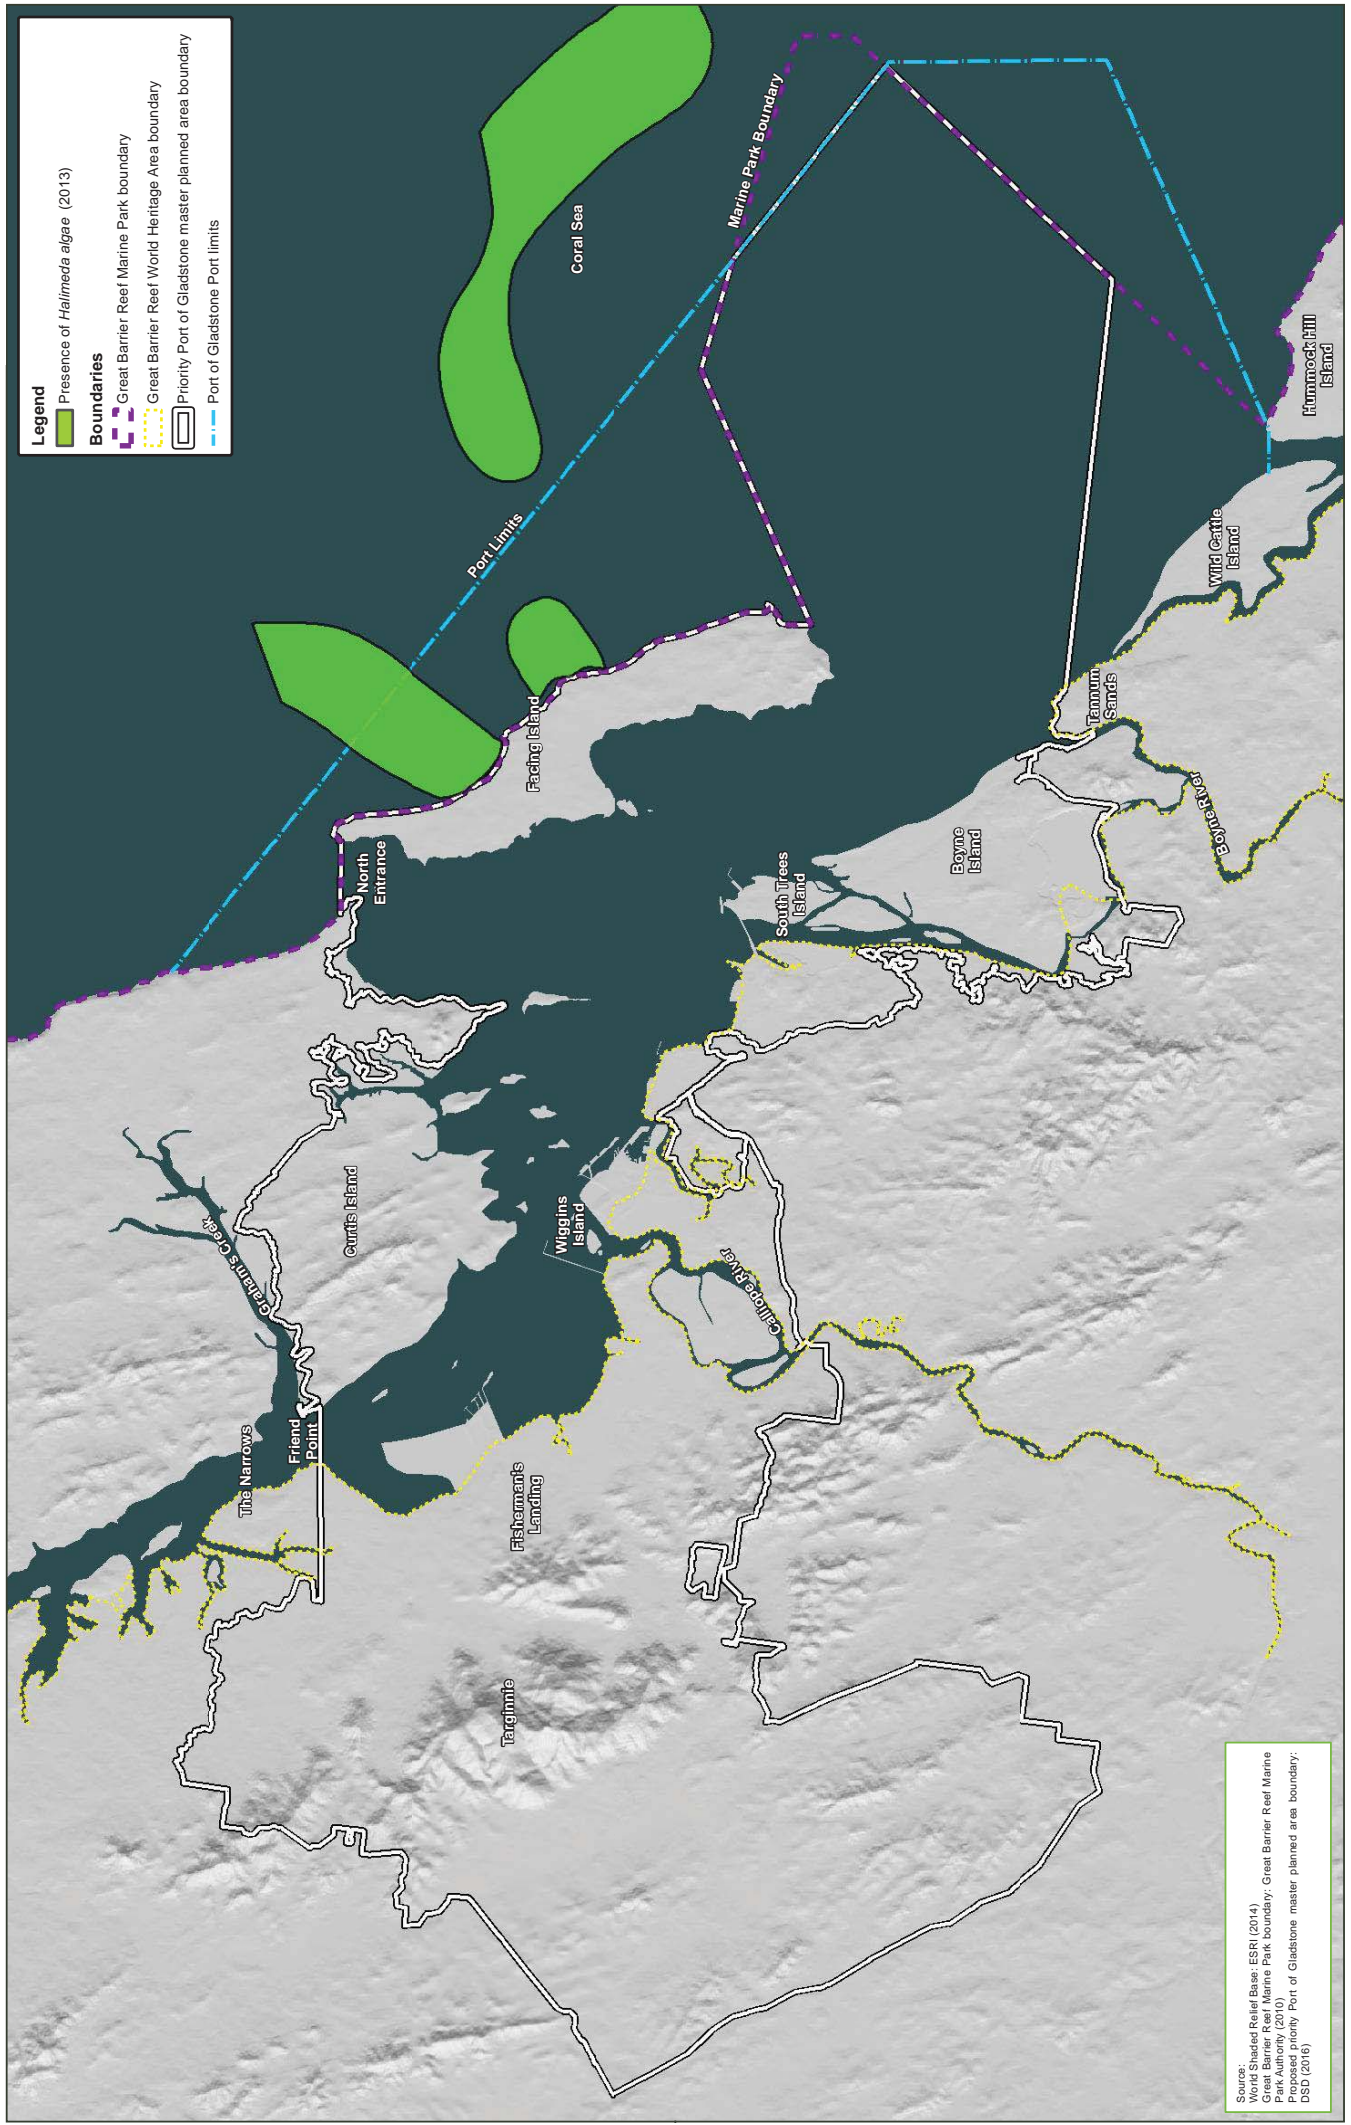 Legend
Presence of Halimeda algae (2013)
Boundaries
Great Barrier Reef Marine Park boundary
Great Barrier Reef World Heritage Area boundary
Priority Port of Gladstone master planned area boundary
Port of Gladstone Port limits
Coral Sea
Marine Park Boundary
Port Limits
Hummock Hill
Island
Wild Cattle
Island
Tannum
Sands
Facing Island
Boyne River
Boyne
Island
South Trees
Island
North
Entrance
Curtis Island
Graham's Creek
Wiggins
Island
Calliope River
Friend
Point
The Narrows
Fisherman's
Landing
Targinnie
Source:
World Shaded Relief Base: ESRI (2014)
Great Barrier Reef Marine Park boundary: Great Barrier Reef Marine
Park Authority (2010)
Proposed priority Port of Gladstone master planned area boundary:
DSD (2016)